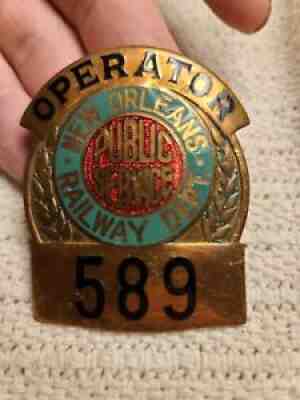 OPERATOR
NEW ORLEANS
PUBLIC
SERVICE
RAILWAY DEPT
589